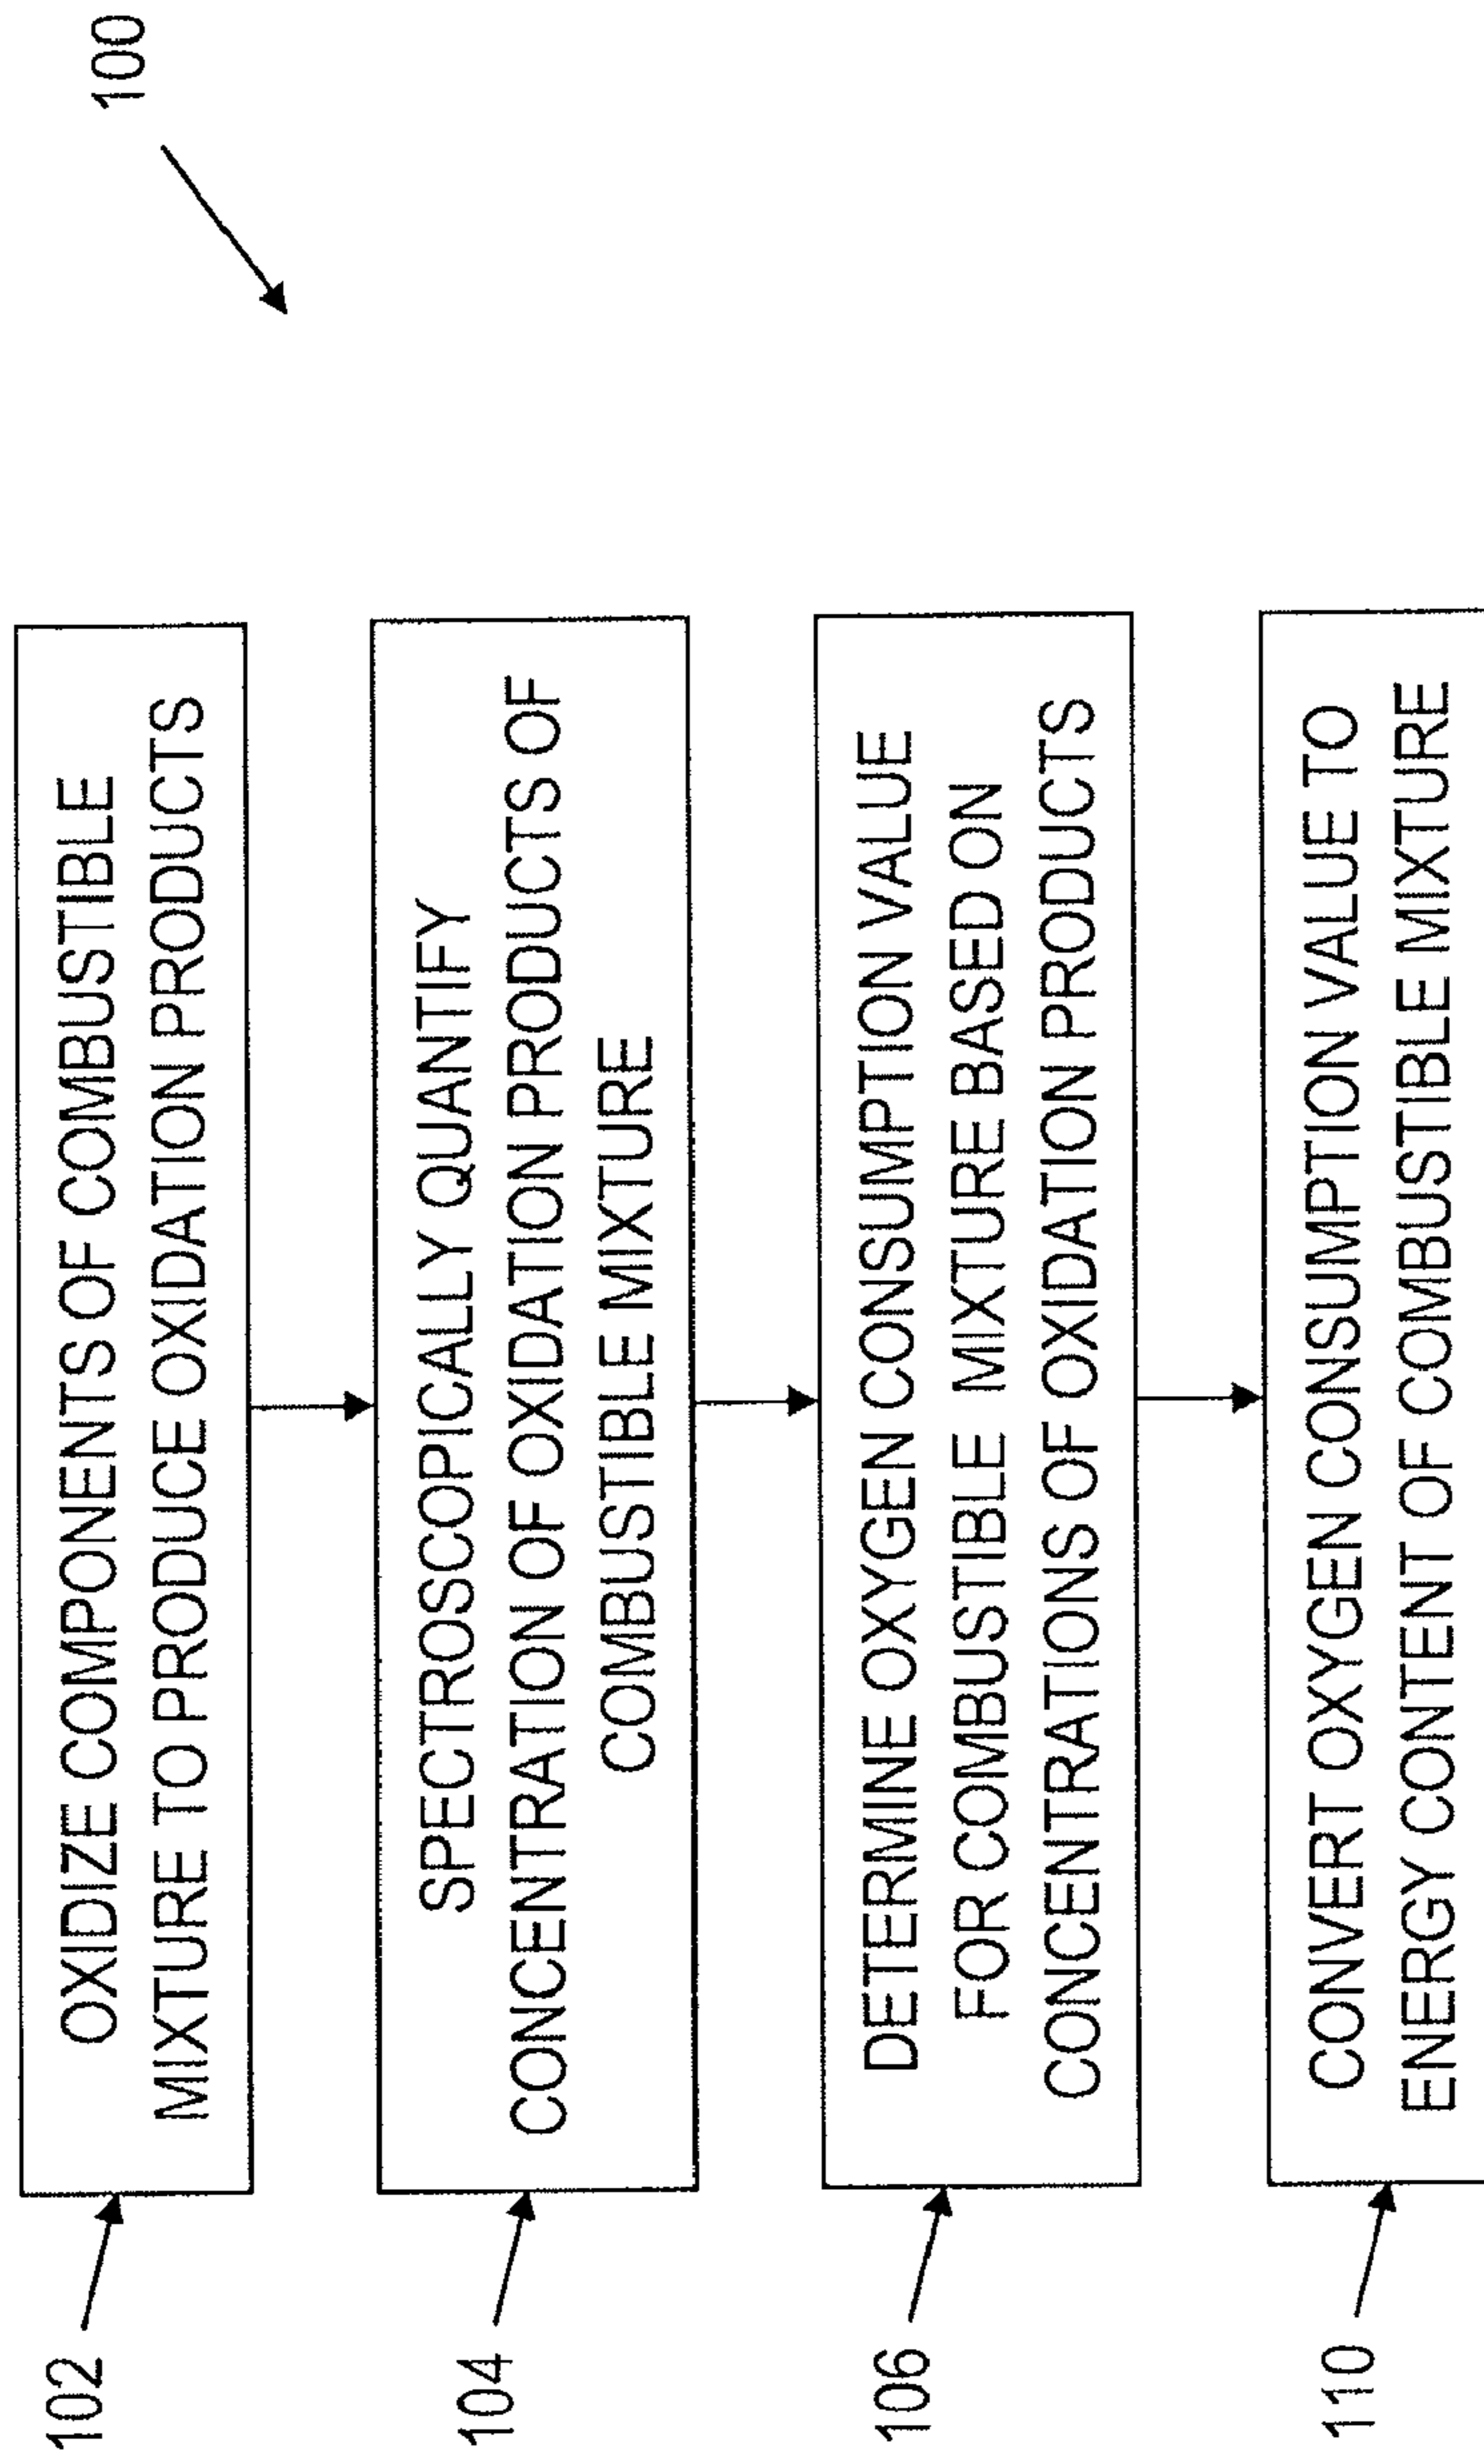 100
102
OXIDIZE COMPONENTS OF COMBUSTIBLE
MIXTURE TO PRODUCE OXIDATION PRODUCTS
104
SPECTROSCOPICALLY QUANTIFY
CONCENTRATION OF OXIDATION PRODUCTS OF
COMBUSTIBLE MIXTURE
106
DETERMINE OXYGEN CONSUMPTION VALUE
FOR COMBUSTIBLE MIXTURE BASED ON
CONCENTRATIONS OF OXIDATION PRODUCTS
110
CONVERT OXYGEN CONSUMPTION VALUE TO
ENERGY CONTENT OF COMBUSTIBLE MIXTURE